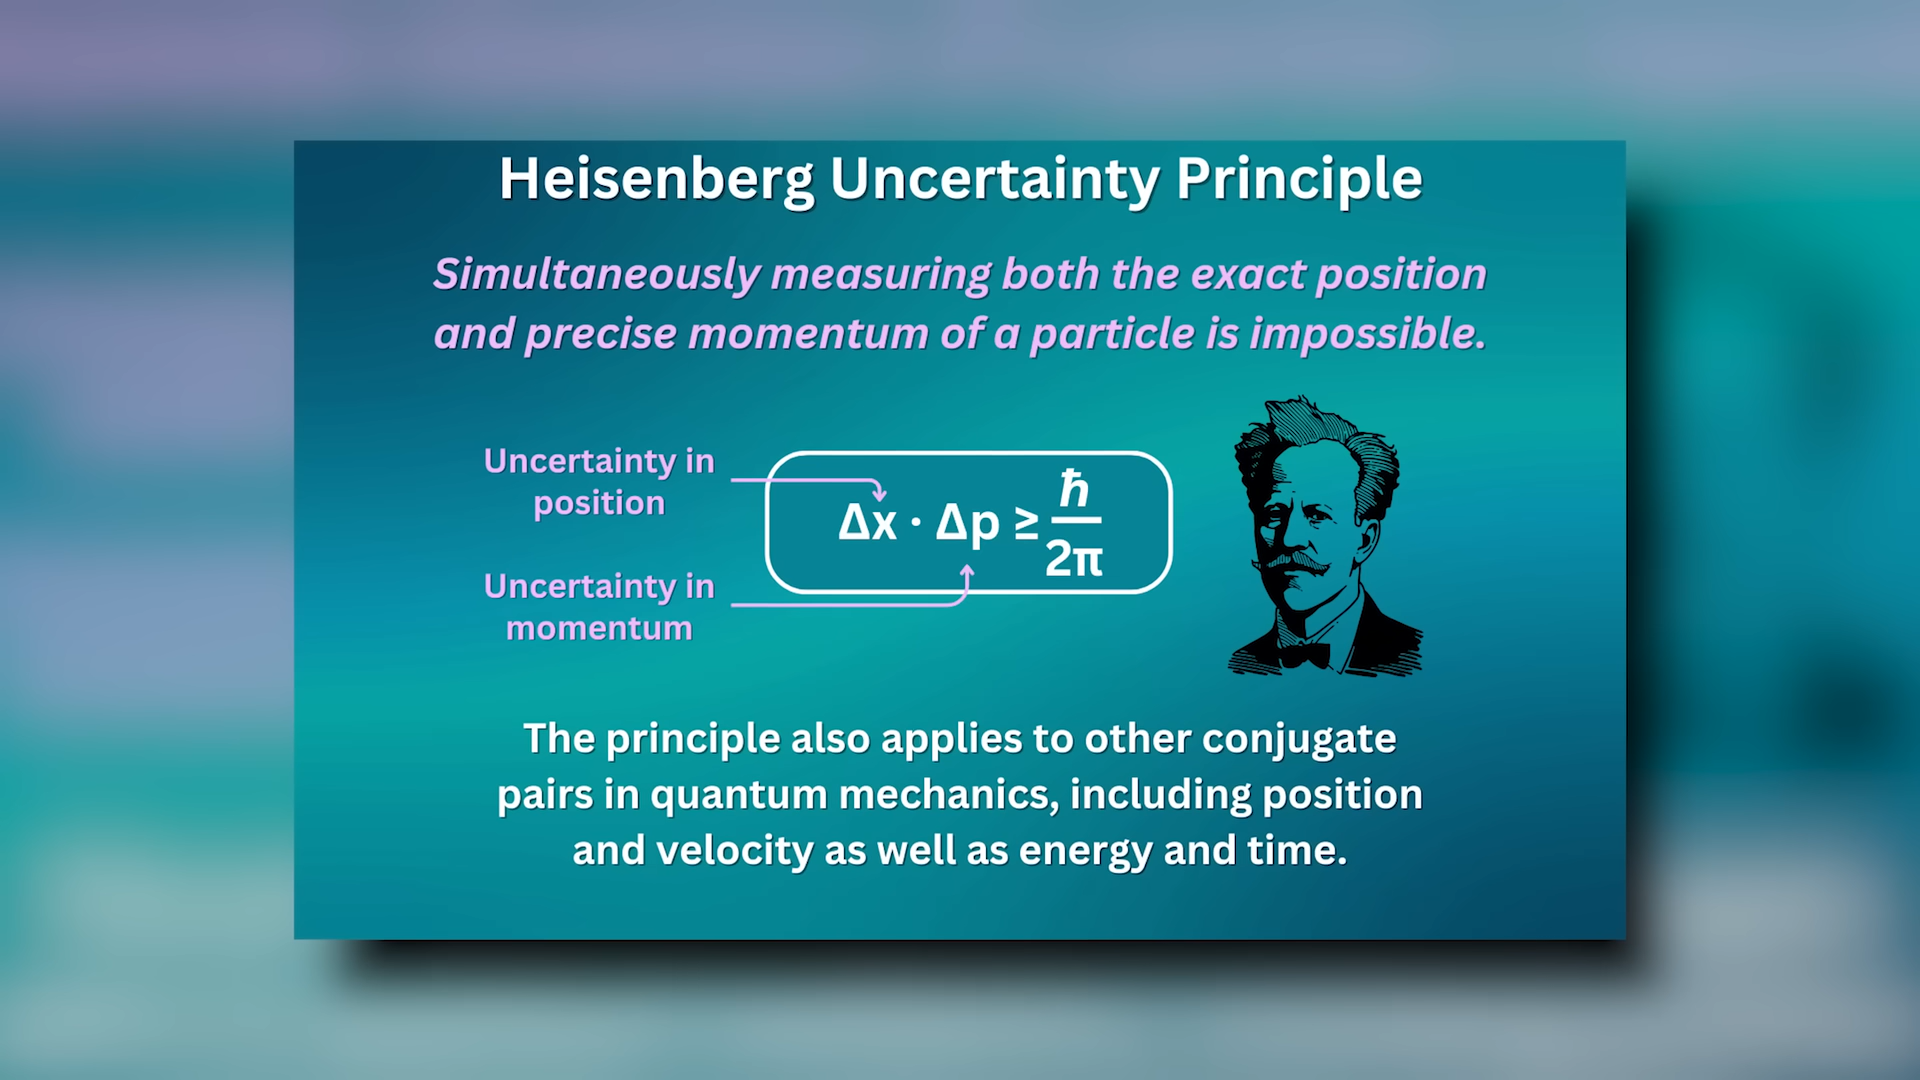 Heisenberg Uncertainty Principle
Simultaneously measuring both the exact position
and precise momentum of a particle is impossible.
Uncertainty in
position
Δx · Δp ≥ ℏ/2π
Uncertainty in
momentum
The principle also applies to other conjugate
pairs in quantum mechanics, including position
and velocity as well as energy and time.